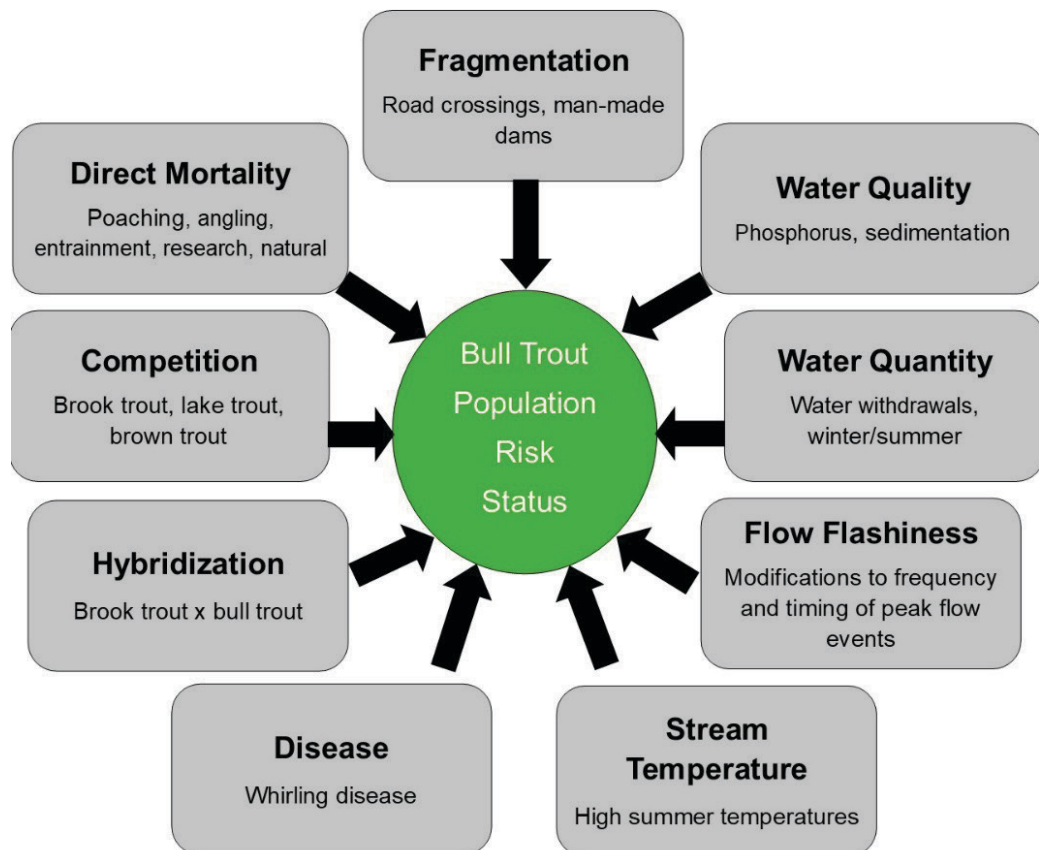 Fragmentation
Road crossings, man-made
dams
Direct Mortality
Poaching, angling,
entrainment, research, natural
Water Quality
Phosphorus, sedimentation
Competition
Brook trout, lake trout,
brown trout
Bull Trout
Population
Risk
Status
Water Quantity
Water withdrawals,
winter/summer
Hybridization
Brook trout x bull trout
Flow Flashiness
Modifications to frequency
and timing of peak flow
events
Disease
Whirling disease
Stream
Temperature
High summer temperatures